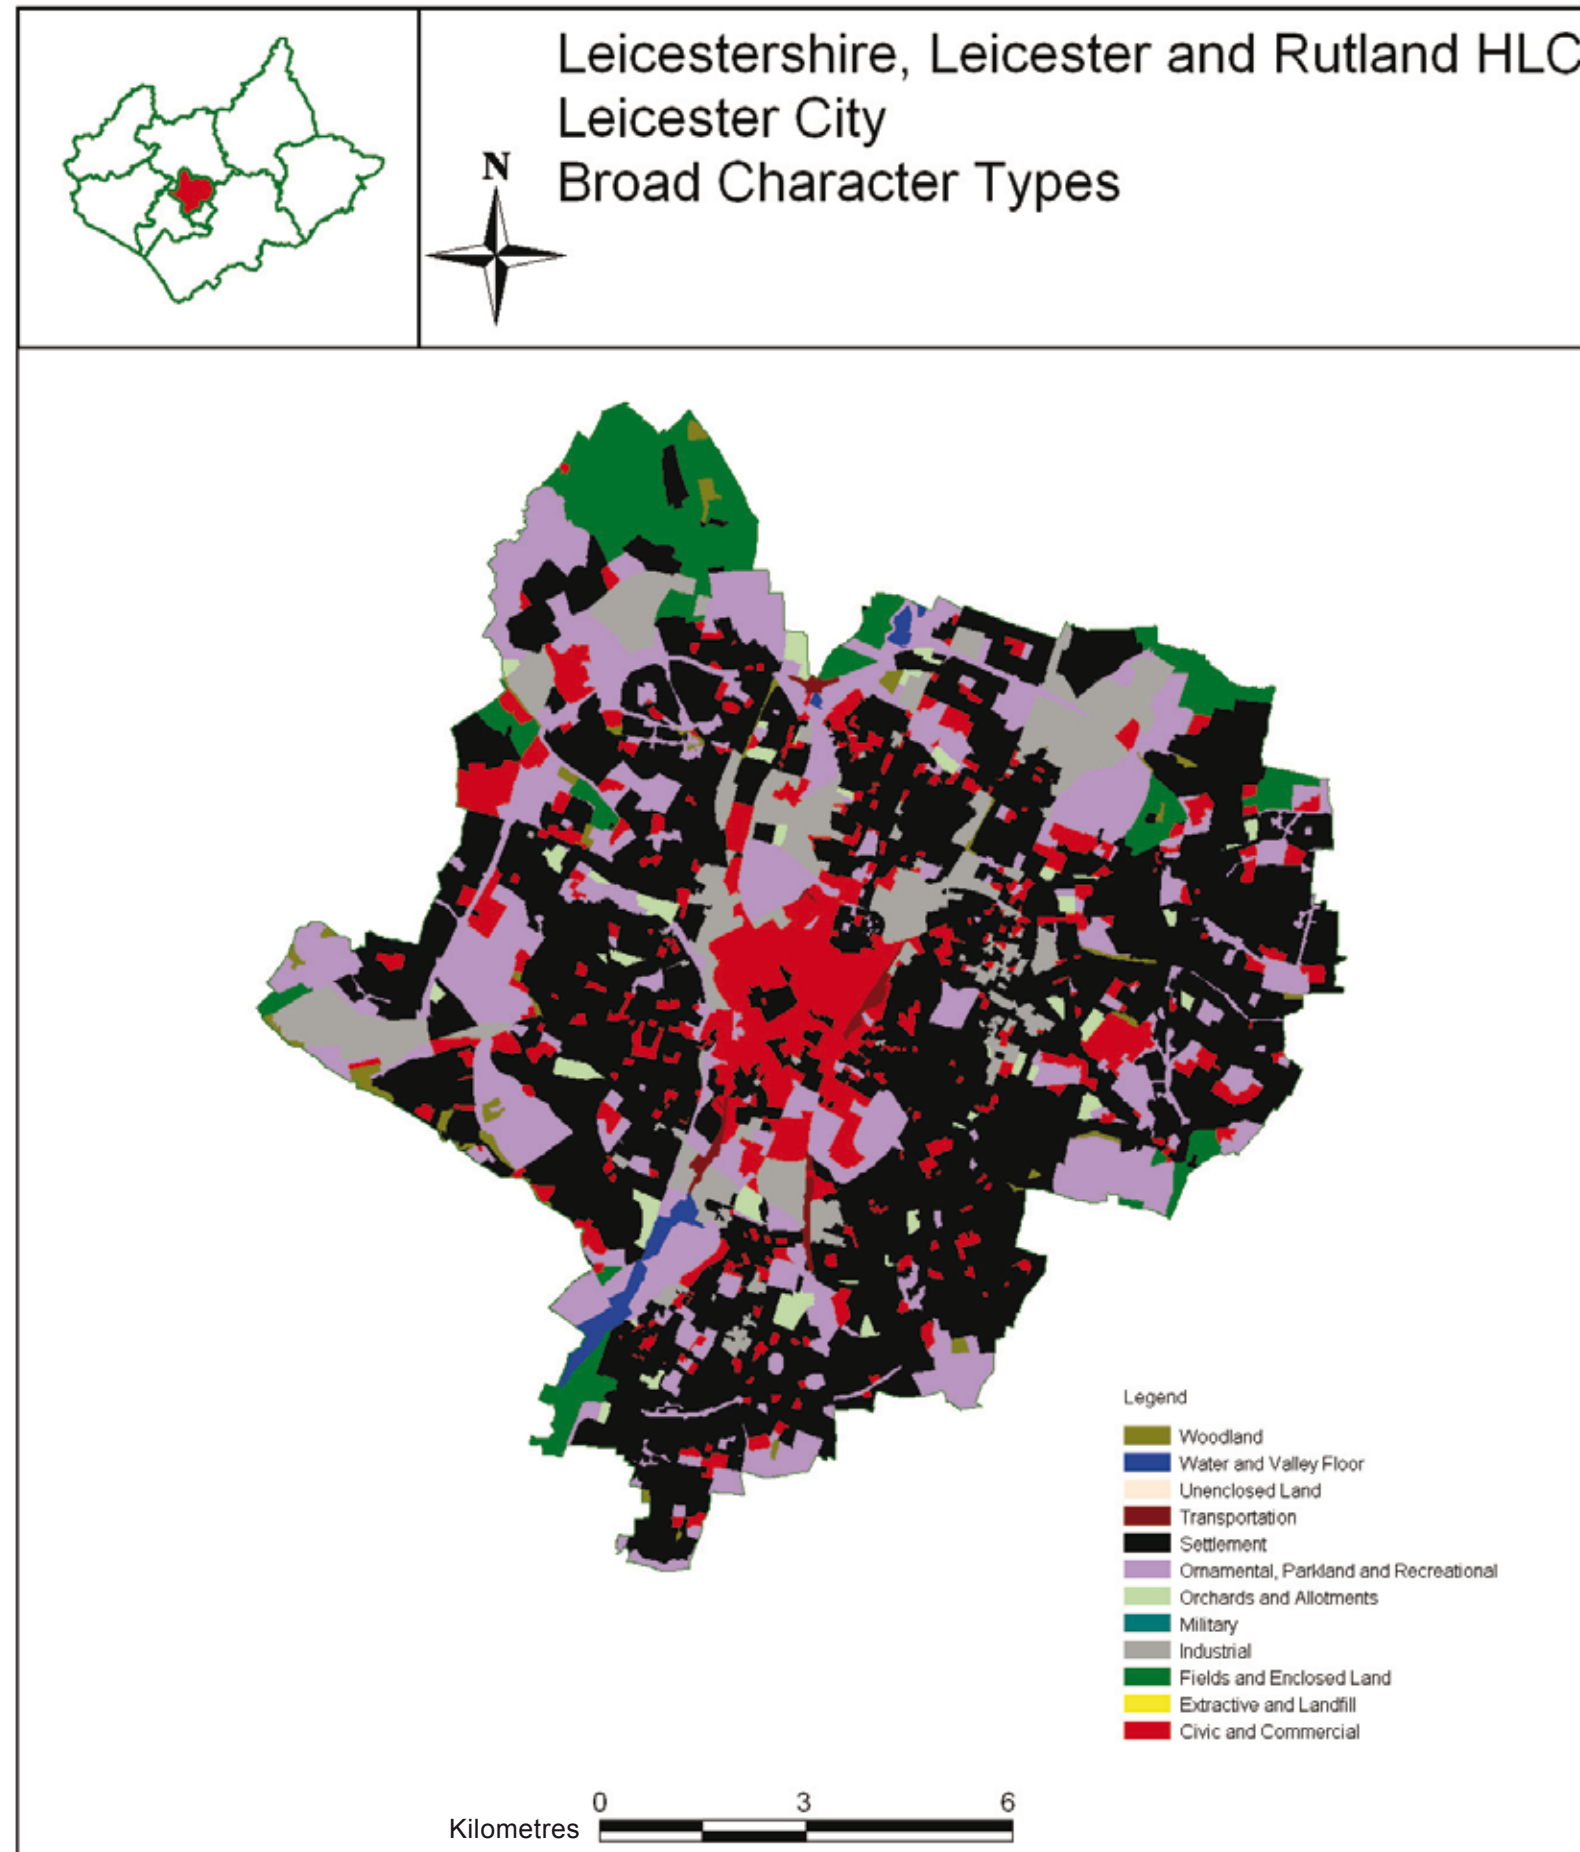 Leicestershire, Leicester and Rutland HLC
Leicester City
Broad Character Types
N
Legend
Woodland
Water and Valley Floor
Unenclosed Land
Transportation
Settlement
Ornamental, Parkland and Recreational
Orchards and Allotments
Military
Industrial
Fields and Enclosed Land
Extractive and Landfill
Civic and Commercial
0 3 6
Kilometres